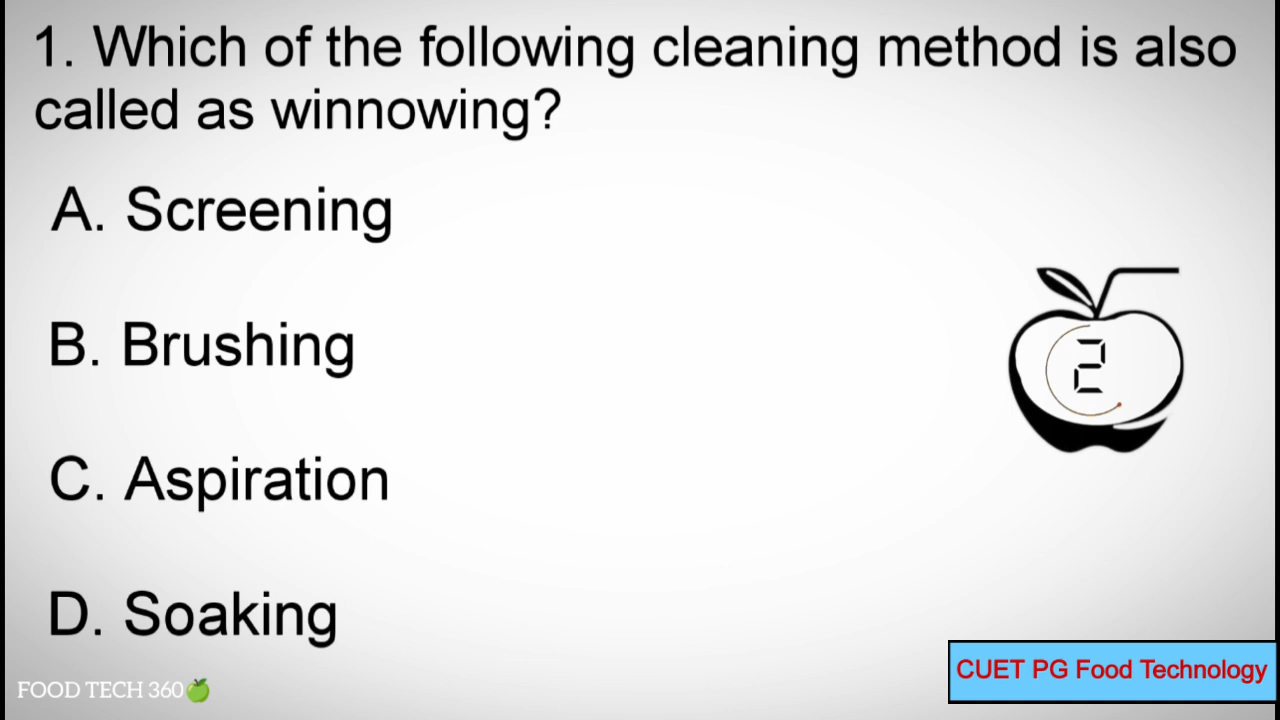 1. Which of the following cleaning method is also
called as winnowing?
A. Screening
B. Brushing
2
C. Aspiration
D. Soaking
CUET PG Food Technology
FOOD TECH 360